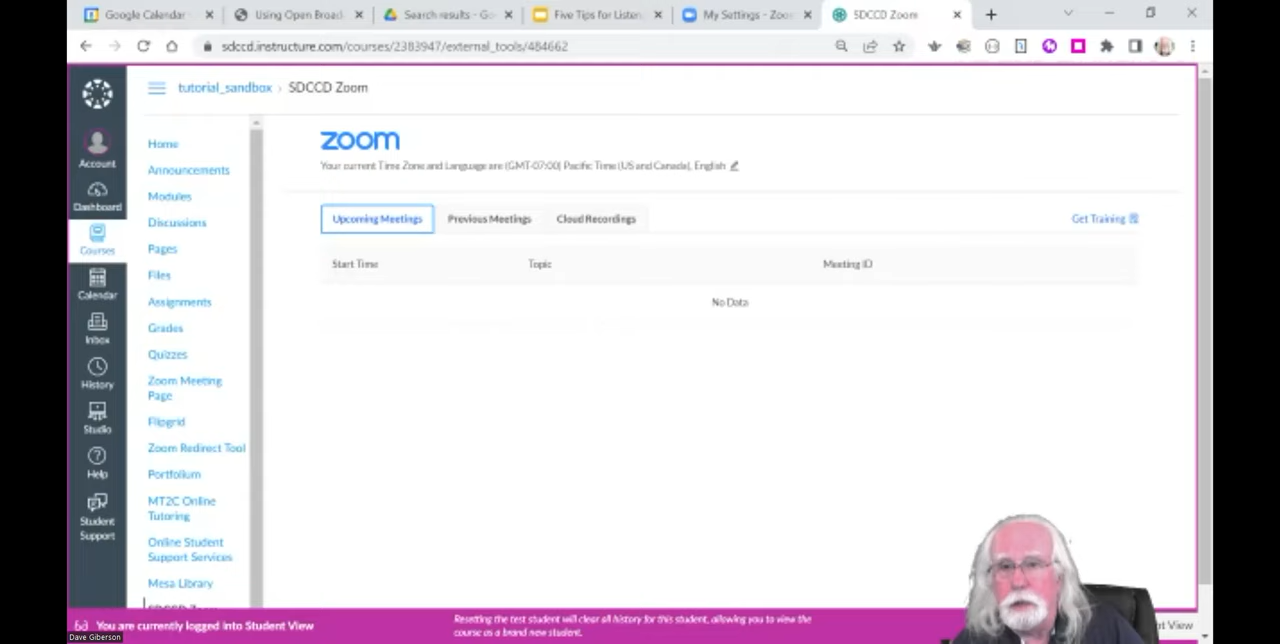 Google Calendar
Using Open Broad
Search results - Go
Five Tips for Listen
My Settings - Zoo
SDCCD Zoom
sdccd.instructure.com/courses/2383947/external_tools/484662
tutorial_sandbox › SDCCD Zoom
Account
Dashboard
Courses
Calendar
Inbox
History
Studio
Help
Student
Support
Home
Announcements
Modules
Discussions
Pages
Files
Assignments
Grades
Quizzes
Zoom Meeting
Page
Flipgrid
Zoom Redirect Tool
Portfolium
MT2C Online
Tutoring
Online Student
Support Services
Mesa Library
SDCCD Zoom
zoom
Your current Time Zone and Language are (GMT-07:00) Pacific Time (US and Canada), English
Upcoming Meetings
Previous Meetings
Cloud Recordings
Get Training
Start Time
Topic
Meeting ID
No Data
You are currently logged into Student View
Resetting the test student will clear all history for this student, allowing you to view the
course as a brand new student.
nt View
Dave Giberson